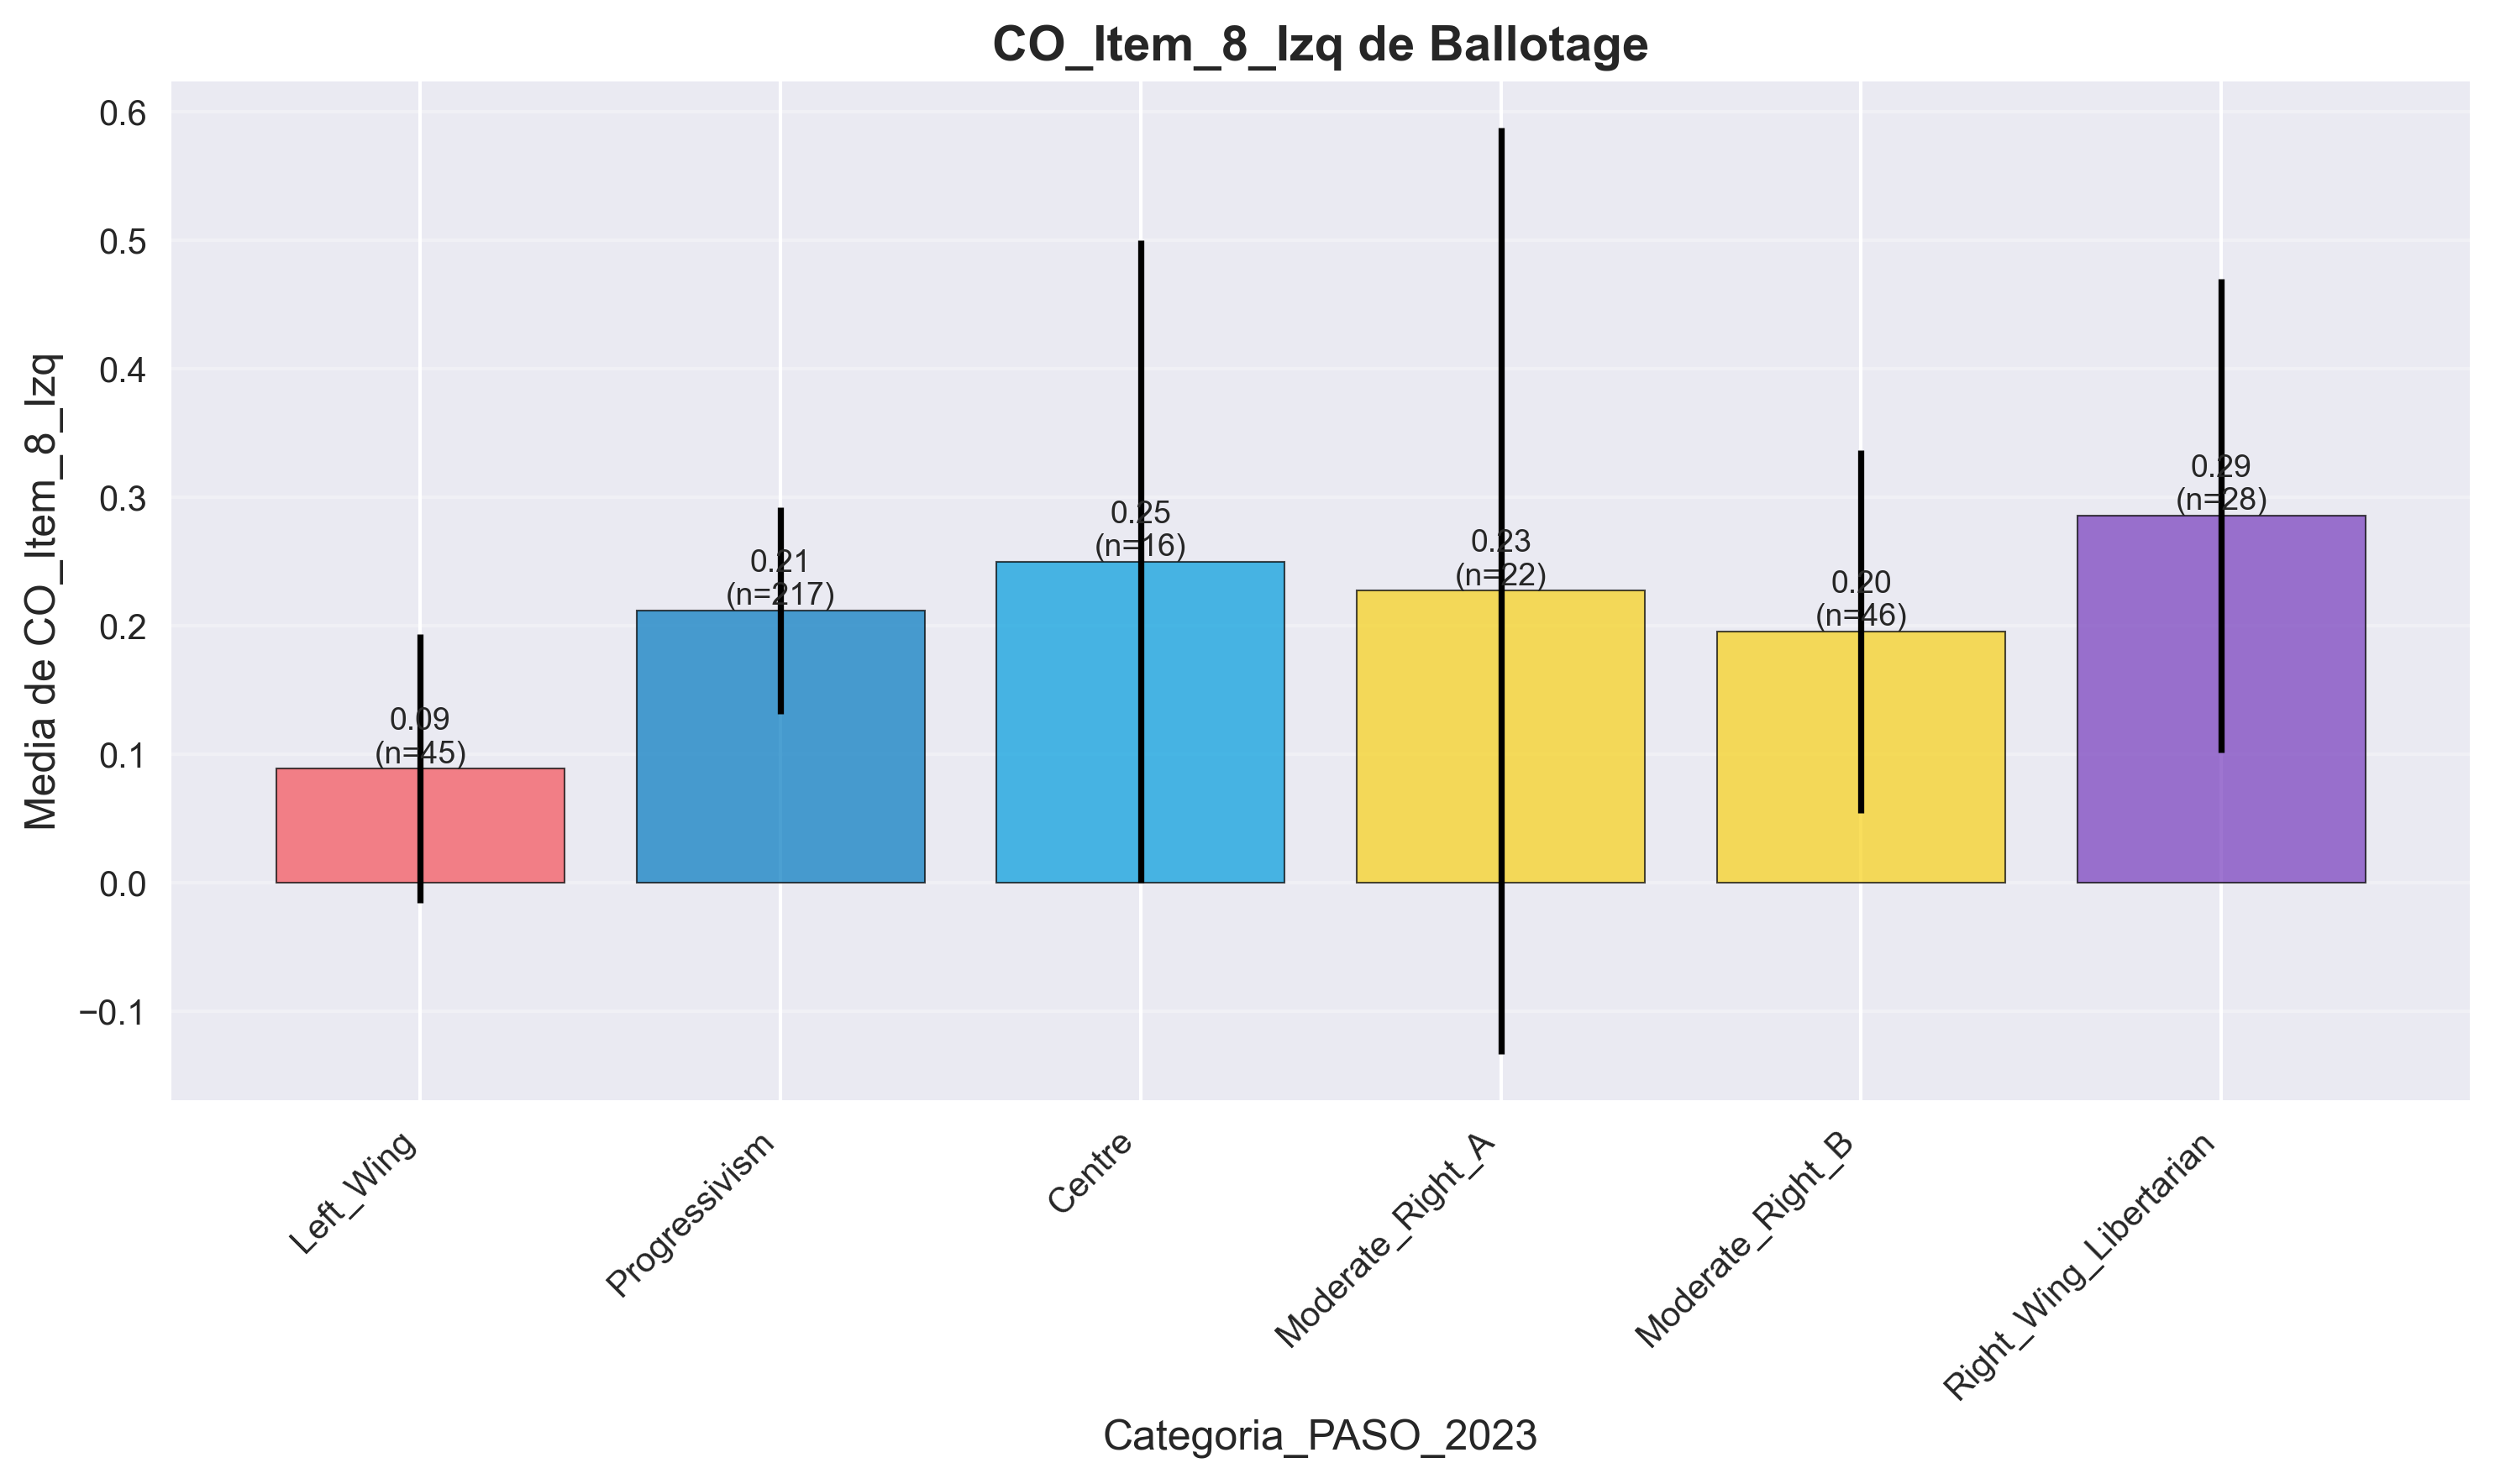 CO_Item_8_Izq de Ballotage
Media de CO_Item_8_Izq
0.6
0.5
0.4
0.3
0.2
0.1
0.0
−0.1
0.09
(n=45)
0.21
(n=217)
0.25
(n=16)
0.23
(n=22)
0.20
(n=46)
0.29
(n=28)
Left_Wing
Progressivism
Centre
Moderate_Right_A
Moderate_Right_B
Right_Wing_Libertarian
Categoria_PASO_2023